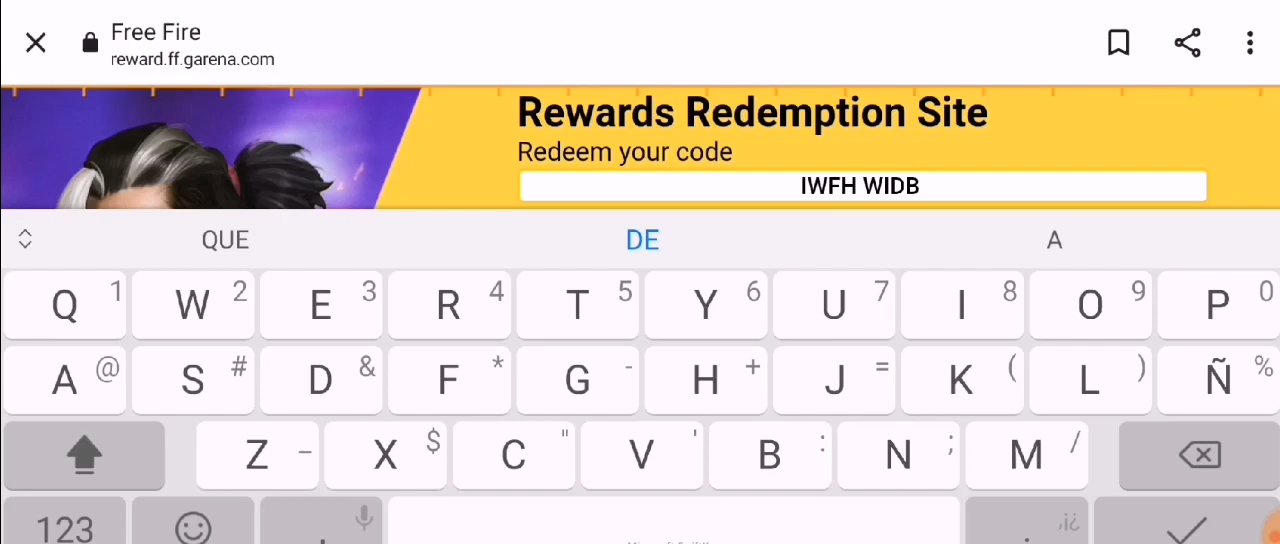 Free Fire
reward.ff.garena.com
Rewards Redemption Site
Redeem your code
IWFH WIDB
QUE DE A
Q 1 W 2 E 3 R 4 T 5 Y 6 U 7 I 8 O 9 P 0
A @ S # D & F * G - H + J = K ( L ) Ñ %
Z _ X $ C " V ' B : N ; M /
123 , . ,!¿